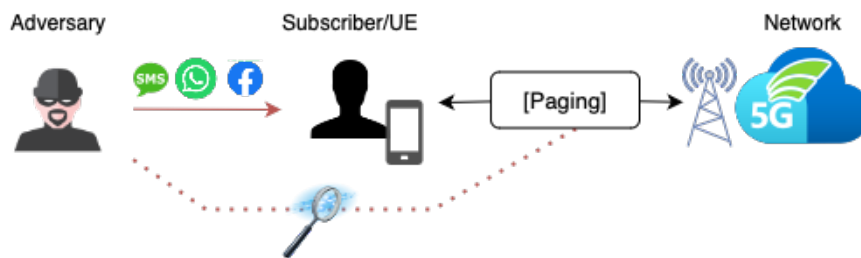 Adversary
Subscriber/UE
Network
SMS
[Paging]
5G